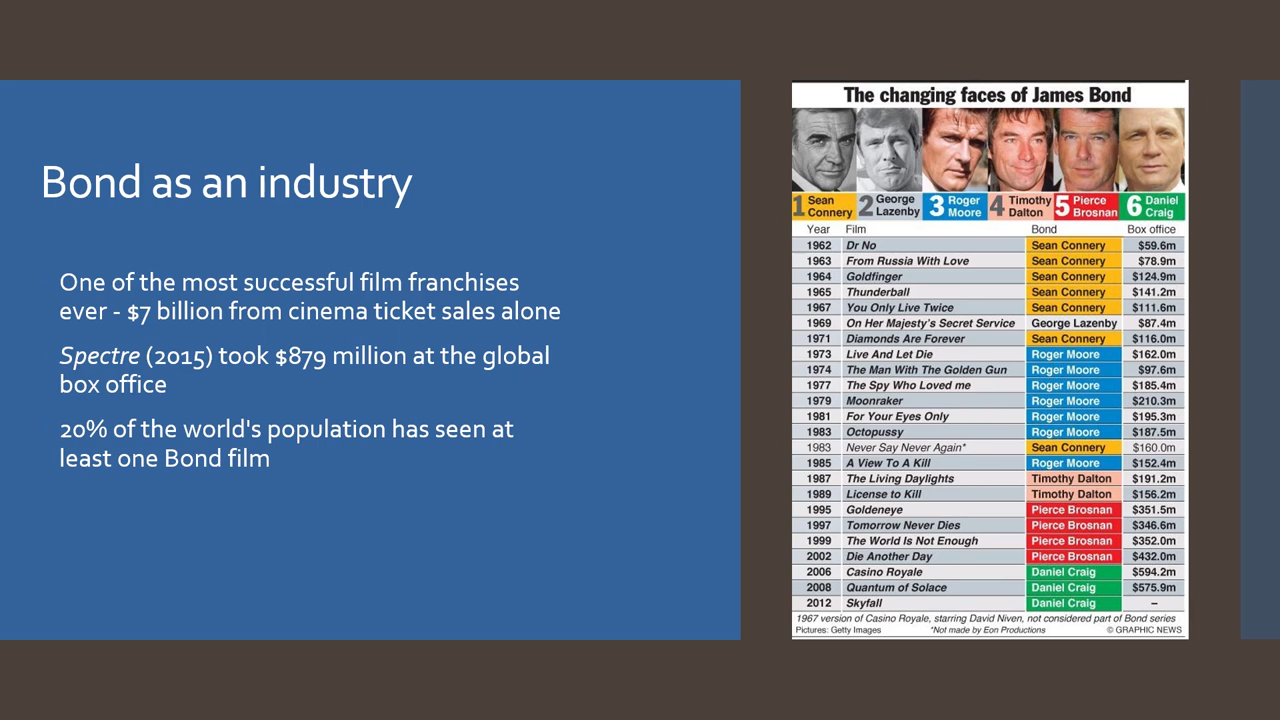 Bond as an industry
One of the most successful film franchises
ever - $7 billion from cinema ticket sales alone
Spectre (2015) took $879 million at the global
box office
20% of the world's population has seen at
least one Bond film
The changing faces of James Bond
1 Sean Connery 2 George Lazenby 3 Roger Moore 4 Timothy Dalton 5 Pierce Brosnan 6 Daniel Craig
Year Film Bond Box office
1962 Dr No Sean Connery $59.6m
1963 From Russia With Love Sean Connery $78.9m
1964 Goldfinger Sean Connery $124.9m
1965 Thunderball Sean Connery $141.2m
1967 You Only Live Twice Sean Connery $111.6m
1969 On Her Majesty's Secret Service George Lazenby $87.4m
1971 Diamonds Are Forever Sean Connery $116.0m
1973 Live And Let Die Roger Moore $162.0m
1974 The Man With The Golden Gun Roger Moore $97.6m
1977 The Spy Who Loved me Roger Moore $185.4m
1979 Moonraker Roger Moore $210.3m
1981 For Your Eyes Only Roger Moore $195.3m
1983 Octopussy Roger Moore $187.5m
1983 Never Say Never Again* Sean Connery $160.0m
1985 A View To A Kill Roger Moore $152.4m
1987 The Living Daylights Timothy Dalton $191.2m
1989 License to Kill Timothy Dalton $156.2m
1995 Goldeneye Pierce Brosnan $351.5m
1997 Tomorrow Never Dies Pierce Brosnan $346.6m
1999 The World Is Not Enough Pierce Brosnan $352.0m
2002 Die Another Day Pierce Brosnan $432.0m
2006 Casino Royale Daniel Craig $594.2m
2008 Quantum of Solace Daniel Craig $575.9m
2012 Skyfall Daniel Craig –
1967 version of Casino Royale, starring David Niven, not considered part of Bond series
Pictures: Getty Images *Not made by Eon Productions © GRAPHIC NEWS